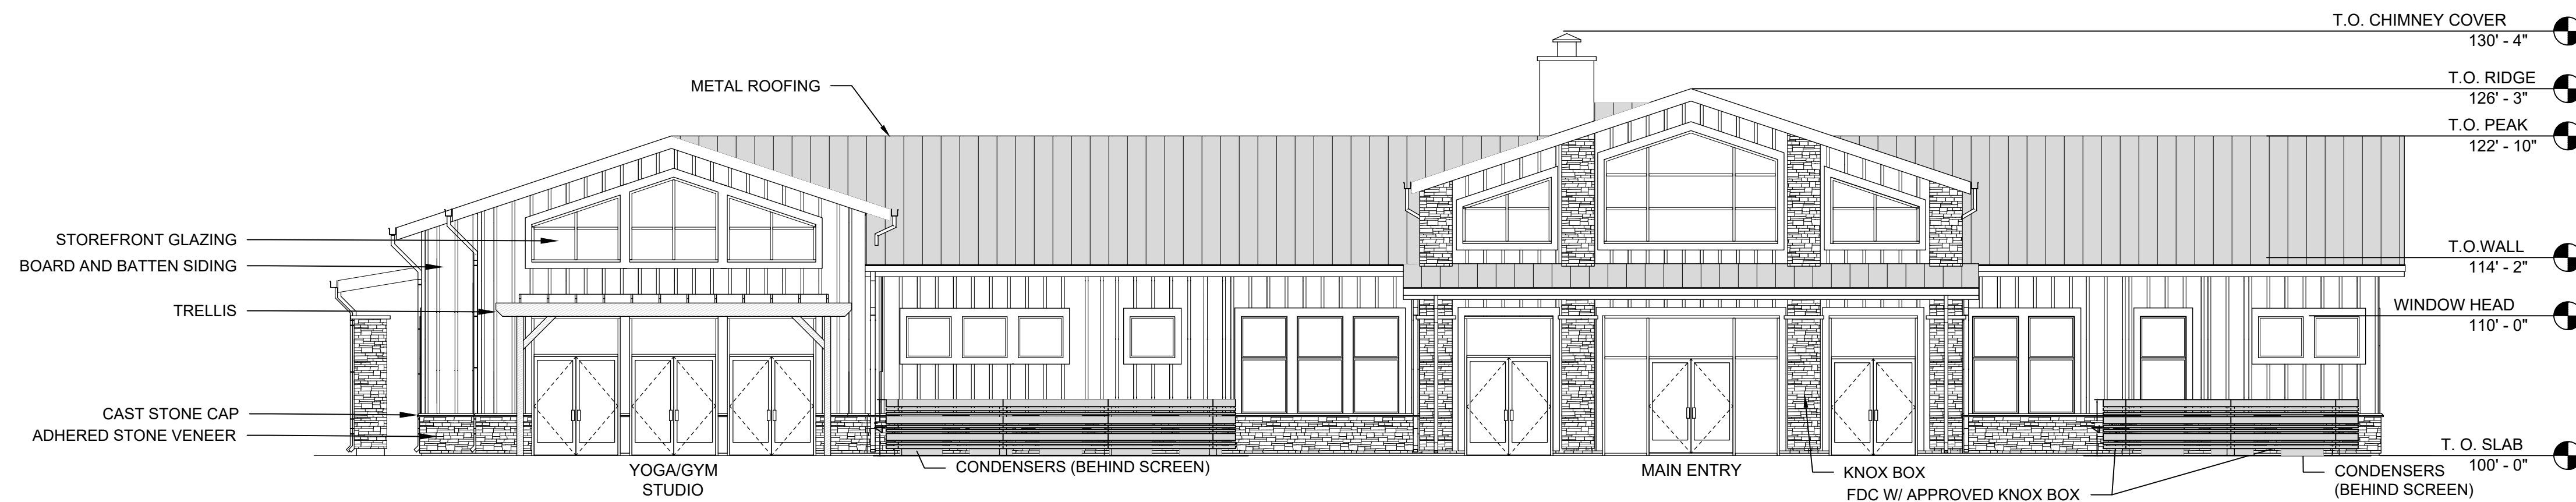 T.O. CHIMNEY COVER
130' - 4"
METAL ROOFING
T.O. RIDGE
126' - 3"
T.O. PEAK
122' - 10"
STOREFRONT GLAZING
BOARD AND BATTEN SIDING
TRELLIS
T.O.WALL
114' - 2"
WINDOW HEAD
110' - 0"
CAST STONE CAP
ADHERED STONE VENEER
T. O. SLAB
100' - 0"
YOGA/GYM
STUDIO
CONDENSERS (BEHIND SCREEN)
MAIN ENTRY
KNOX BOX
FDC W/ APPROVED KNOX BOX
CONDENSERS
(BEHIND SCREEN)